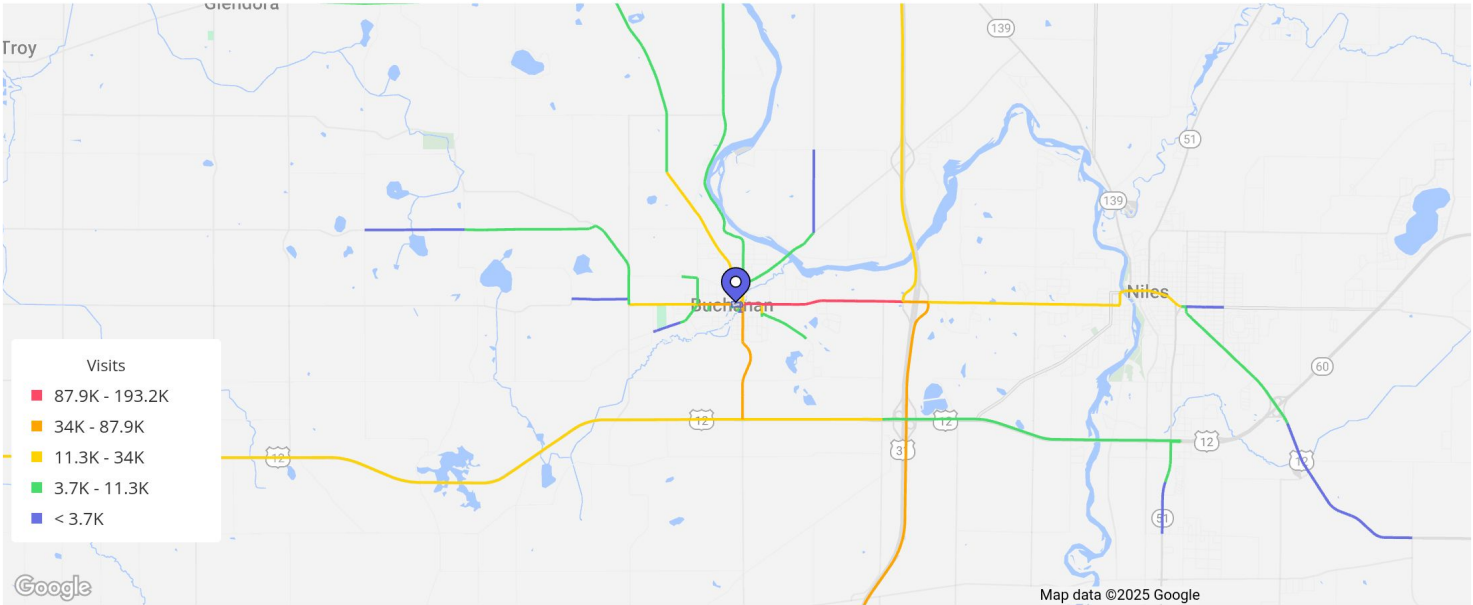 Glendora
Troy
139
51
139
Niles
Buchanan
60
12
12
12
31
12
12
51
Visits
87.9K - 193.2K
34K - 87.9K
11.3K - 34K
3.7K - 11.3K
< 3.7K
Google
Map data ©2025 Google